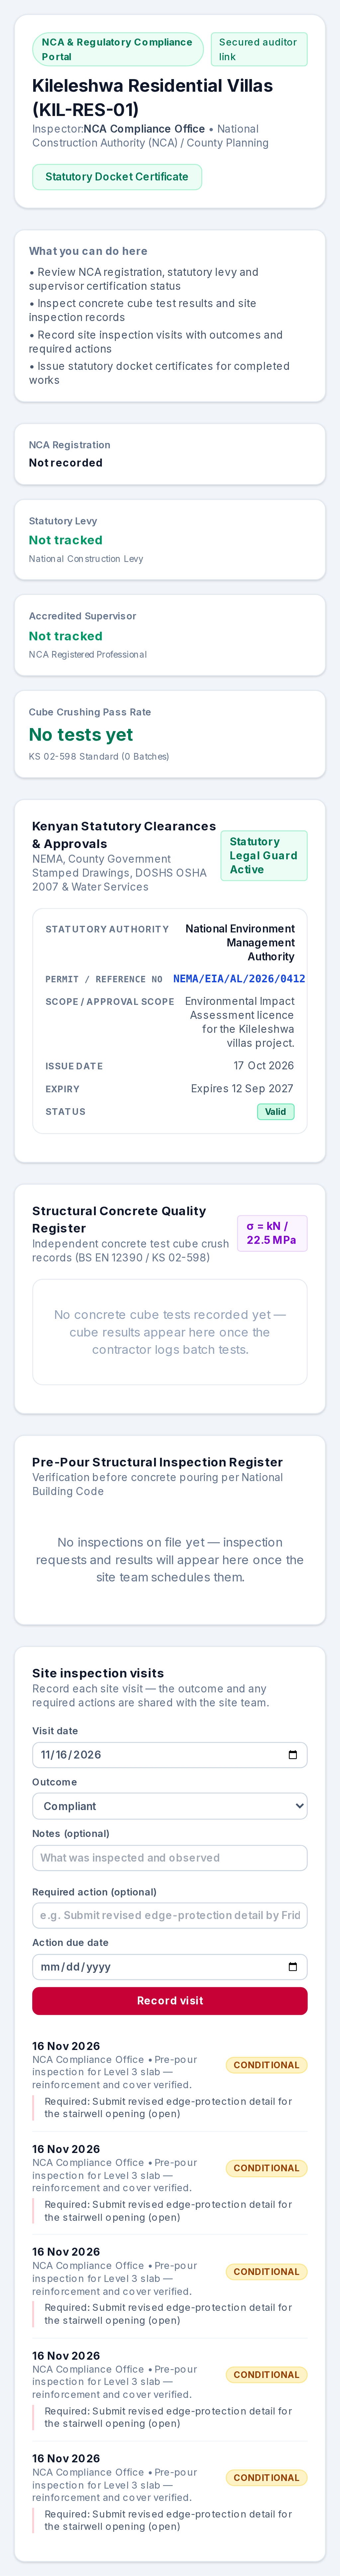 NCA & Regulatory Compliance
Portal
Secured auditor
link
Kileleshwa Residential Villas
(KIL-RES-01)
Inspector:NCA Compliance Office • National
Construction Authority (NCA) / County Planning
Statutory Docket Certificate
What you can do here
• Review NCA registration, statutory levy and
supervisor certification status
• Inspect concrete cube test results and site
inspection records
• Record site inspection visits with outcomes and
required actions
• Issue statutory docket certificates for completed
works
NCA Registration
Not recorded
Statutory Levy
Not tracked
National Construction Levy
Accredited Supervisor
Not tracked
NCA Registered Professional
Cube Crushing Pass Rate
No tests yet
KS 02-598 Standard (0 Batches)
Kenyan Statutory Clearances
& Approvals
NEMA, County Government
Stamped Drawings, DOSHS OSHA
2007 & Water Services
Statutory
Legal Guard
Active
STATUTORY AUTHORITY
National Environment
Management
Authority
PERMIT / REFERENCE NO
NEMA/EIA/AL/2026/0412
SCOPE / APPROVAL SCOPE
Environmental Impact
Assessment licence
for the Kileleshwa
villas project.
ISSUE DATE
17 Oct 2026
EXPIRY
Expires 12 Sep 2027
STATUS
Valid
Structural Concrete Quality
Register
Independent concrete test cube crush
records (BS EN 12390 / KS 02-598)
σ = kN /
22.5 MPa
No concrete cube tests recorded yet —
cube results appear here once the
contractor logs batch tests.
Pre-Pour Structural Inspection Register
Verification before concrete pouring per National
Building Code
No inspections on file yet — inspection
requests and results will appear here once the
site team schedules them.
Site inspection visits
Record each site visit — the outcome and any
required actions are shared with the site team.
Visit date
11/16/2026
Outcome
Compliant
Notes (optional)
What was inspected and observed
Required action (optional)
e.g. Submit revised edge-protection detail by Frid
Action due date
mm/dd/yyyy
Record visit
16 Nov 2026
NCA Compliance Office • Pre-pour
inspection for Level 3 slab —
reinforcement and cover verified.
CONDITIONAL
Required: Submit revised edge-protection detail for
the stairwell opening (open)
16 Nov 2026
NCA Compliance Office • Pre-pour
inspection for Level 3 slab —
reinforcement and cover verified.
CONDITIONAL
Required: Submit revised edge-protection detail for
the stairwell opening (open)
16 Nov 2026
NCA Compliance Office • Pre-pour
inspection for Level 3 slab —
reinforcement and cover verified.
CONDITIONAL
Required: Submit revised edge-protection detail for
the stairwell opening (open)
16 Nov 2026
NCA Compliance Office • Pre-pour
inspection for Level 3 slab —
reinforcement and cover verified.
CONDITIONAL
Required: Submit revised edge-protection detail for
the stairwell opening (open)
16 Nov 2026
NCA Compliance Office • Pre-pour
inspection for Level 3 slab —
reinforcement and cover verified.
CONDITIONAL
Required: Submit revised edge-protection detail for
the stairwell opening (open)